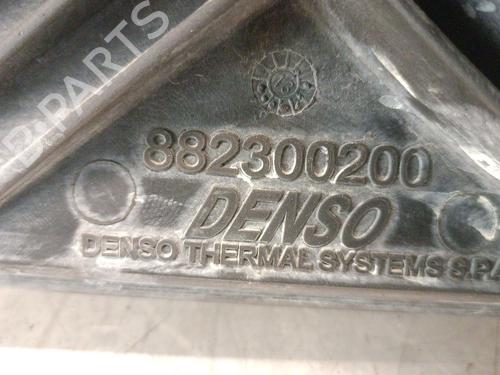 PARTS
882300200
DENSO
DENSO THERMAL SYSTEMS S.P.A